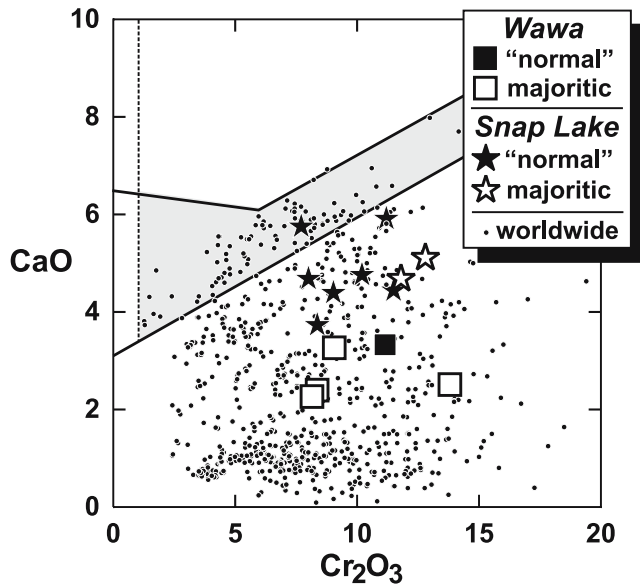 10
8
6
CaO
4
2
0
0
5
10
15
20
Cr₂O₃
Wawa
“normal”
majoritic
Snap Lake
“normal”
majoritic
worldwide